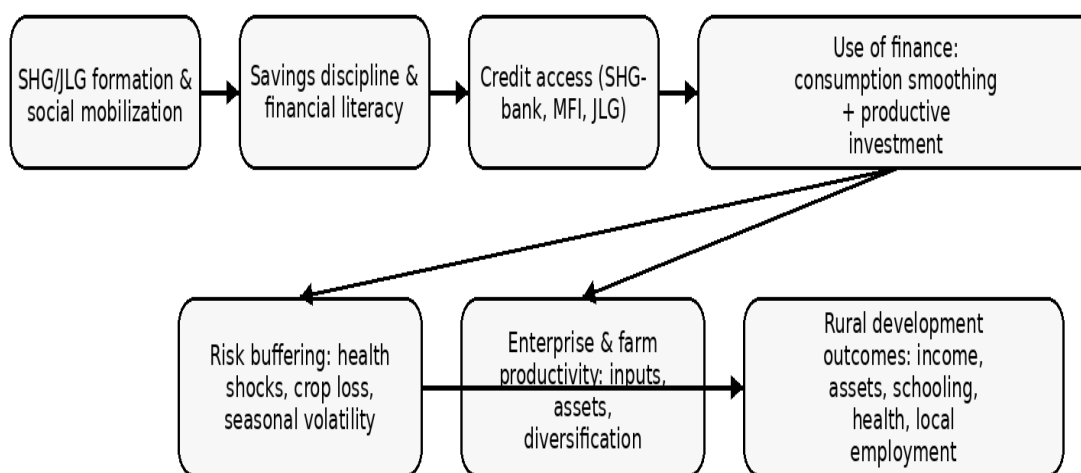 SHG/JLG formation &
social mobilization
Savings discipline &
financial literacy
Credit access (SHG-
bank, MFI, JLG)
Use of finance:
consumption smoothing
+ productive
investment
Risk buffering: health
shocks, crop loss,
seasonal volatility
Enterprise & farm
productivity: inputs,
assets,
diversification
Rural development
outcomes: income,
assets, schooling,
health, local
employment